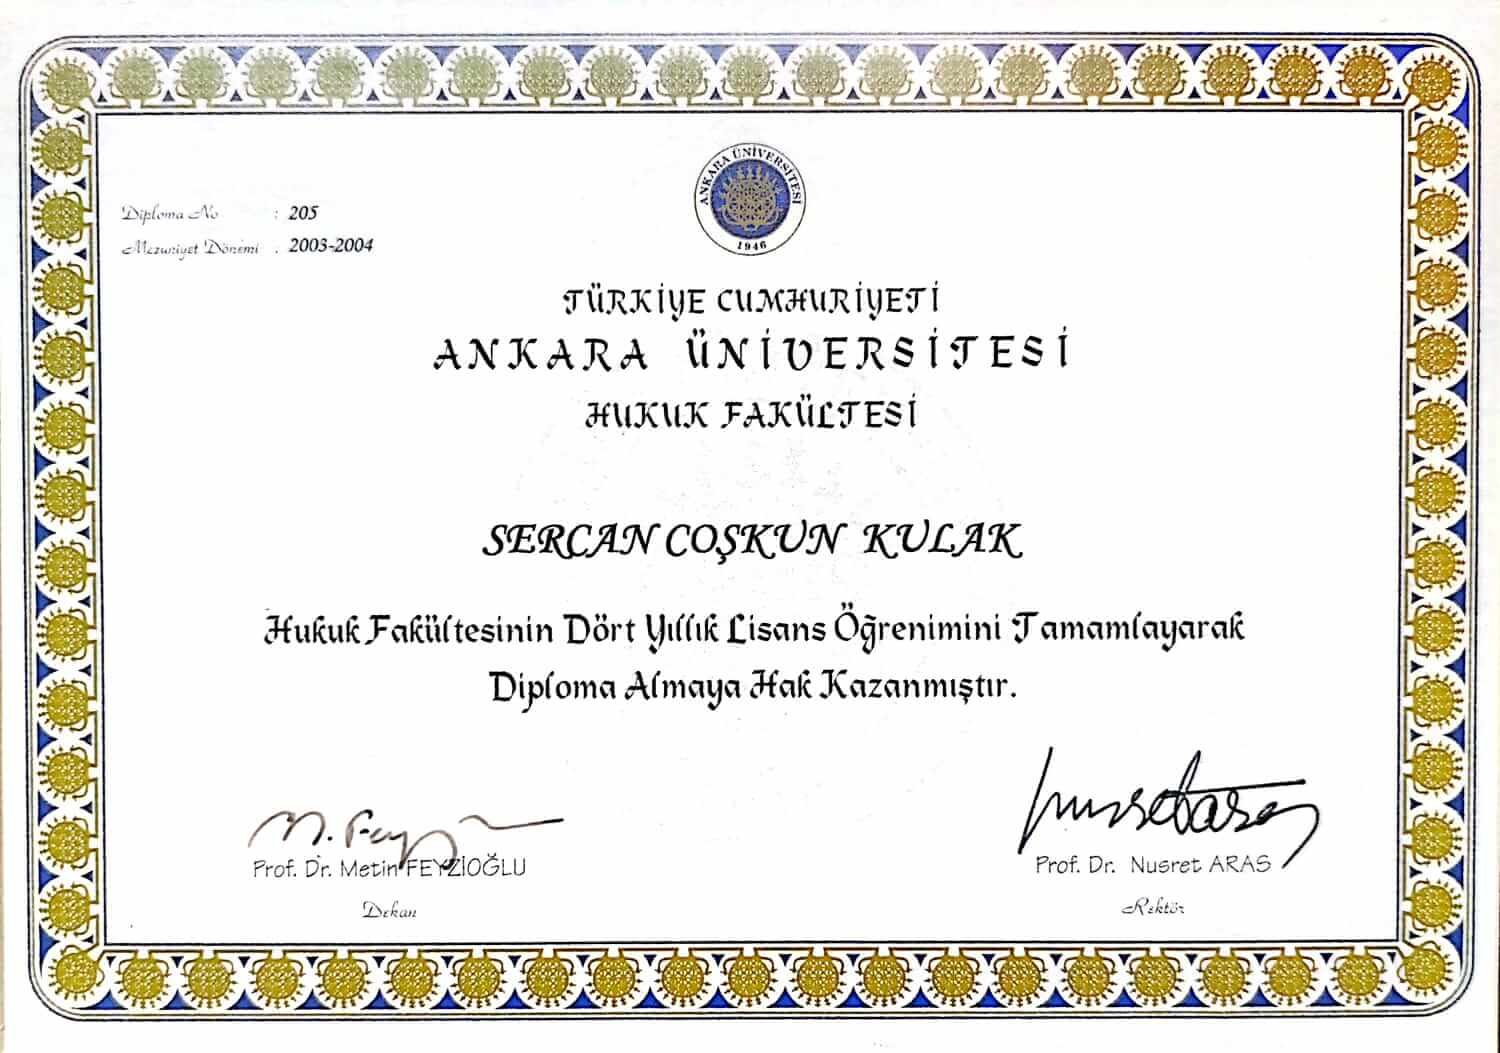 ANKARA ÜNİVERSİTESİ
1946
Diploma No : 205
Mezuniyet Dönemi : 2003-2004
TÜRKİYE CUMHURİYETİ
ANKARA ÜNİVERSİTESİ
HUKUK FAKÜLTESİ
SERCAN COŞKUN KULAK
Hukuk Fakültesinin Dört Yıllık Lisans Öğrenimini Tamamlayarak
Diploma Almaya Hak Kazanmıştır.
M. Feyz
nusretaras
Prof. Dr. Metin FEYZİOĞLU
Prof. Dr. Nusret ARAS
Dekan
Rektör